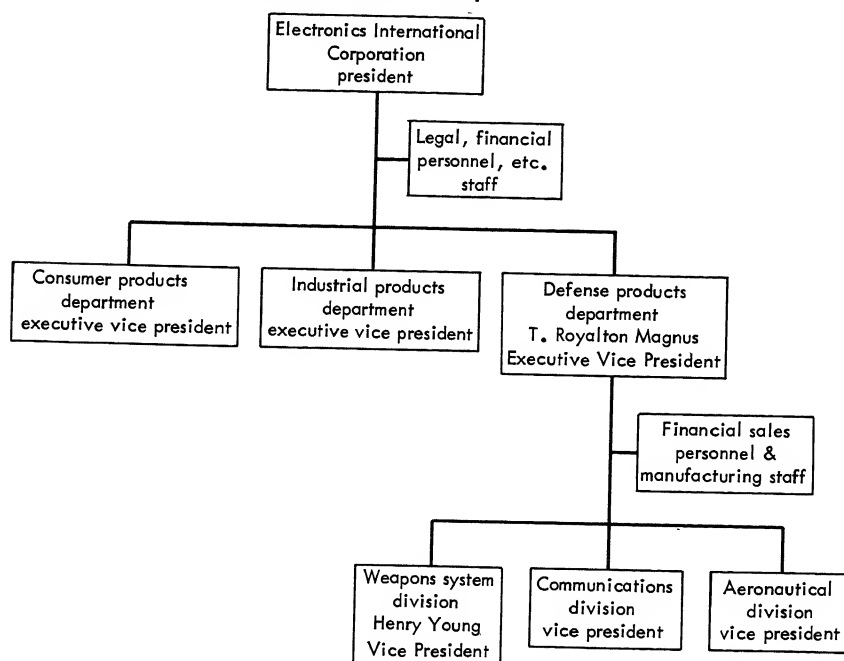 Electronics International
Corporation
president
Legal, financial
personnel, etc.
staff
Consumer products
department
executive vice president
Industrial products
department
executive vice president
Defense products
department
T. Royalton Magnus
Executive Vice President
Financial sales
personnel &
manufacturing staff
Weapons system
division
Henry Young
Vice President
Communications
division
vice president
Aeronautical
division
vice president